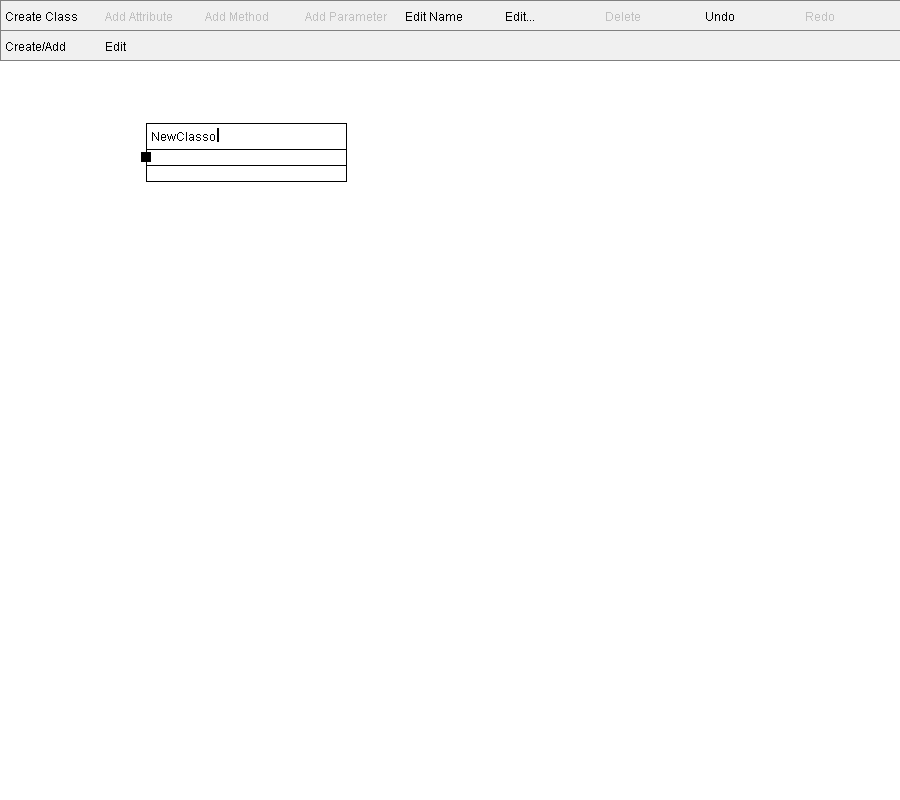 Create Class Add Attribute Add Method Add Parameter Edit Name Edit... Delete Undo Redo
Create/Add Edit
NewClasso